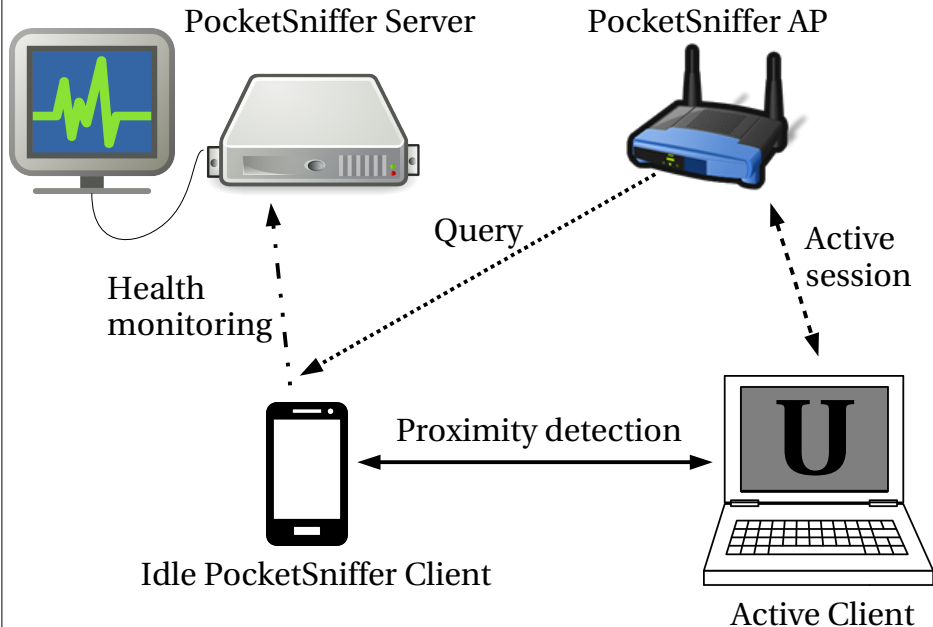 PocketSniffer Server
PocketSniffer AP
Query
Active
session
Health
monitoring
Proximity detection
U
Idle PocketSniffer Client
Active Client